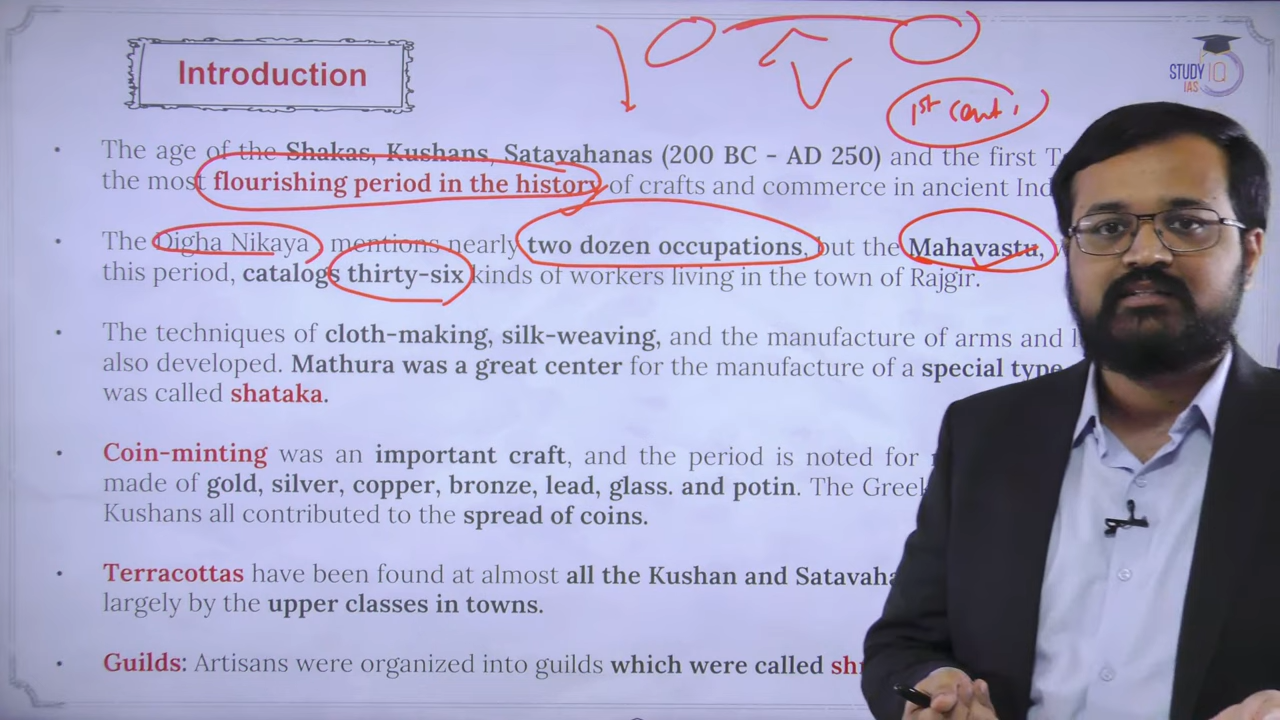 1st cent.
STUDY IQ
IAS
Introduction
• The age of the Shakas, Kushans, Satavahanas (200 BC – AD 250) and the first
the most flourishing period in the history of crafts and commerce in ancient Ind
• The Digha Nikaya mentions nearly two dozen occupations, but the Mahavastu,
this period, catalogs thirty-six kinds of workers living in the town of Rajgir.
• The techniques of cloth-making, silk-weaving, and the manufacture of arms and
also developed. Mathura was a great center for the manufacture of a special type
was called shataka.
• Coin-minting was an important craft, and the period is noted for
made of gold, silver, copper, bronze, lead, glass. and potin. The Greek
Kushans all contributed to the spread of coins.
• Terracottas have been found at almost all the Kushan and Satavaha
largely by the upper classes in towns.
• Guilds: Artisans were organized into guilds which were called